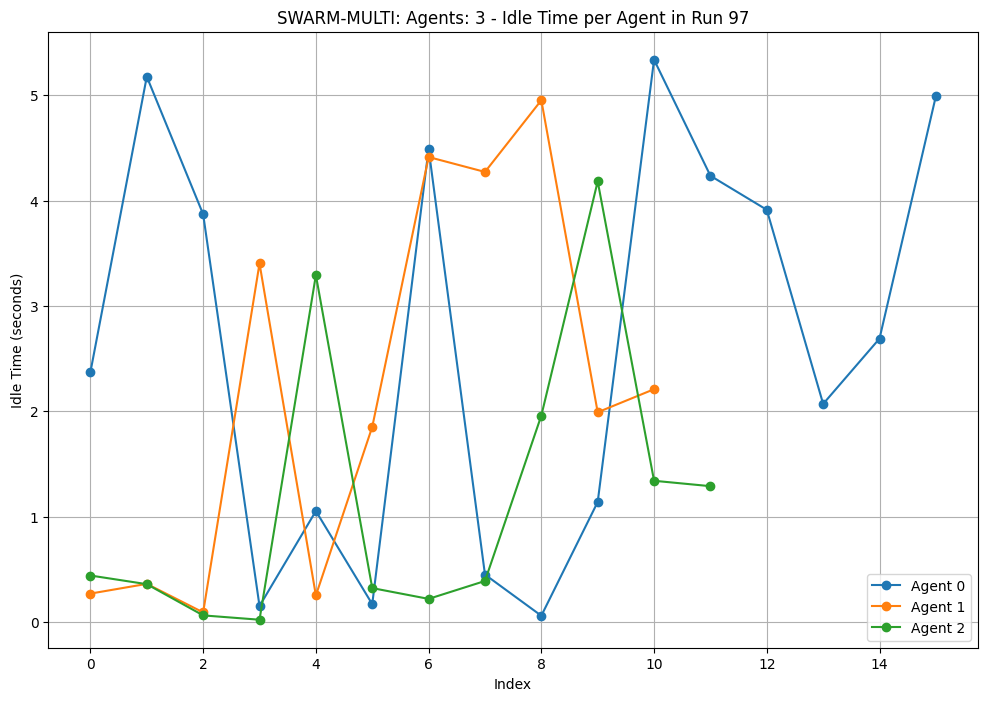 SWARM-MULTI: Agents: 3 - Idle Time per Agent in Run 97
Idle Time (seconds)
5
4
3
2
1
0
0 2 4 6 8 10 12 14
Index
Agent 0
Agent 1
Agent 2